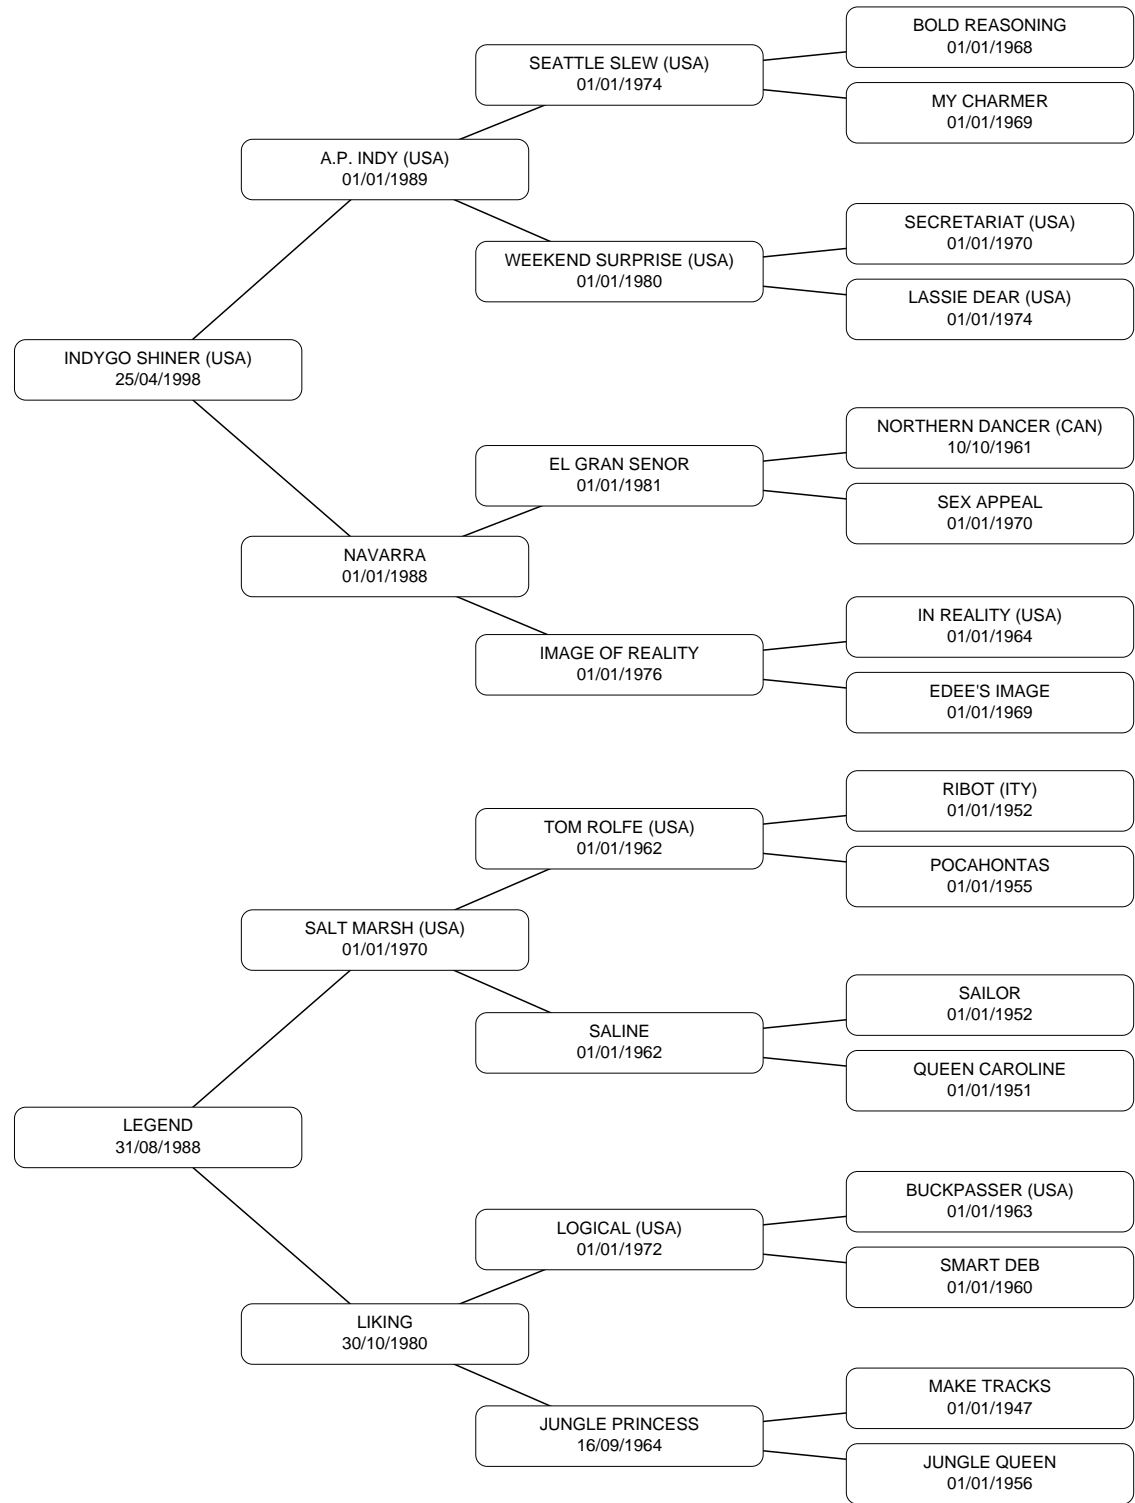 BOLD REASONING
01/01/1968
SEATTLE SLEW (USA)
01/01/1974
MY CHARMER
01/01/1969
A.P. INDY (USA)
01/01/1989
SECRETARIAT (USA)
01/01/1970
WEEKEND SURPRISE (USA)
01/01/1980
LASSIE DEAR (USA)
01/01/1974
INDYGO SHINER (USA)
25/04/1998
NORTHERN DANCER (CAN)
10/10/1961
EL GRAN SENOR
01/01/1981
SEX APPEAL
01/01/1970
NAVARRA
01/01/1988
IN REALITY (USA)
01/01/1964
IMAGE OF REALITY
01/01/1976
EDEE'S IMAGE
01/01/1969
RIBOT (ITY)
01/01/1952
TOM ROLFE (USA)
01/01/1962
POCAHONTAS
01/01/1955
SALT MARSH (USA)
01/01/1970
SAILOR
01/01/1952
SALINE
01/01/1962
QUEEN CAROLINE
01/01/1951
LEGEND
31/08/1988
BUCKPASSER (USA)
01/01/1963
LOGICAL (USA)
01/01/1972
SMART DEB
01/01/1960
LIKING
30/10/1980
MAKE TRACKS
01/01/1947
JUNGLE PRINCESS
16/09/1964
JUNGLE QUEEN
01/01/1956